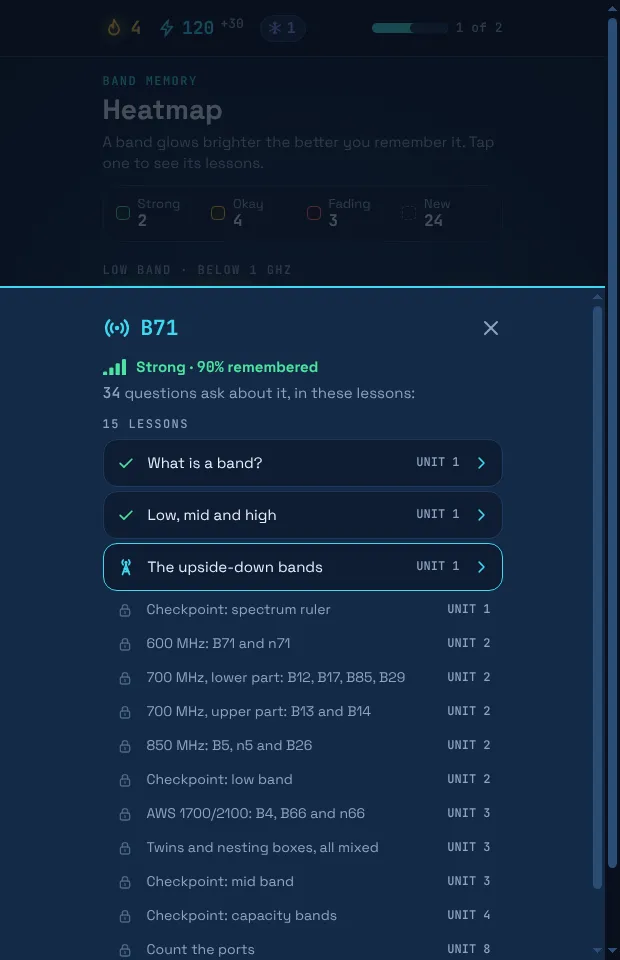 4 120 +30 1 1 of 2
BAND MEMORY
Heatmap
A band glows brighter the better you remember it. Tap
one to see its lessons.
Strong Okay Fading New
2 4 3 24
LOW BAND · BELOW 1 GHZ
B71
Strong · 90% remembered
34 questions ask about it, in these lessons:
15 LESSONS
What is a band? UNIT 1
Low, mid and high UNIT 1
The upside-down bands UNIT 1
Checkpoint: spectrum ruler UNIT 1
600 MHz: B71 and n71 UNIT 2
700 MHz, lower part: B12, B17, B85, B29 UNIT 2
700 MHz, upper part: B13 and B14 UNIT 2
850 MHz: B5, n5 and B26 UNIT 2
Checkpoint: low band UNIT 2
AWS 1700/2100: B4, B66 and n66 UNIT 3
Twins and nesting boxes, all mixed UNIT 3
Checkpoint: mid band UNIT 3
Checkpoint: capacity bands UNIT 4
Count the ports UNIT 8